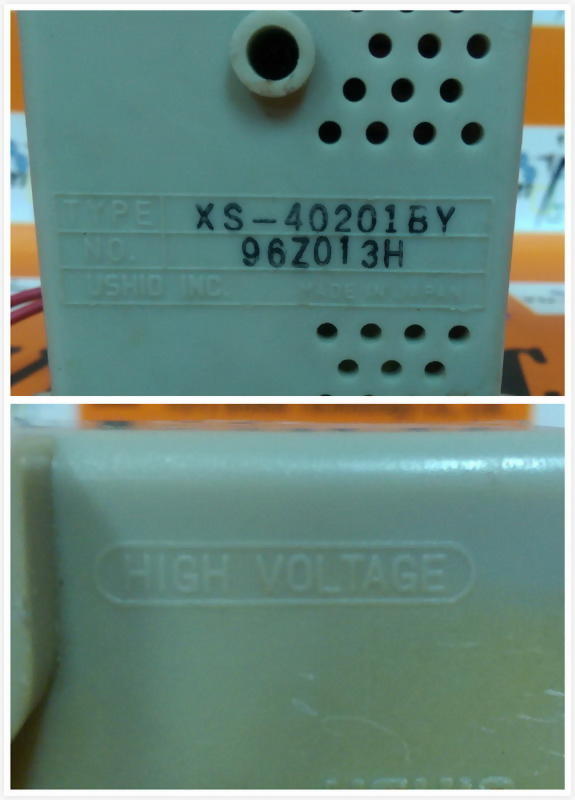 TYPE XS-40201BY
NO. 96Z013H
USHIO INC. MADE IN JAPAN
HIGH VOLTAGE